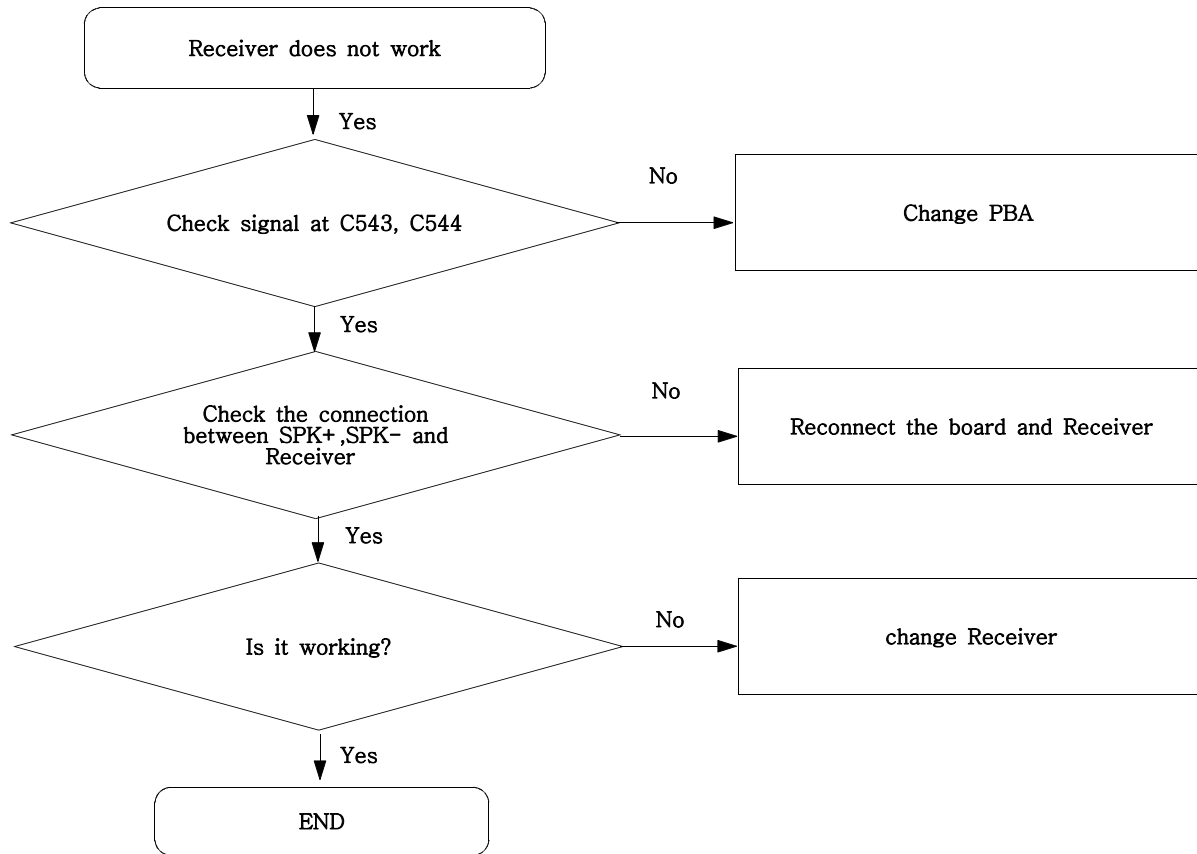 Receiver does not work
Yes
Check signal at C543, C544
No
Change PBA
Yes
Check the connection
between SPK+,SPK- and
Receiver
No
Reconnect the board and Receiver
Yes
Is it working?
No
change Receiver
Yes
END